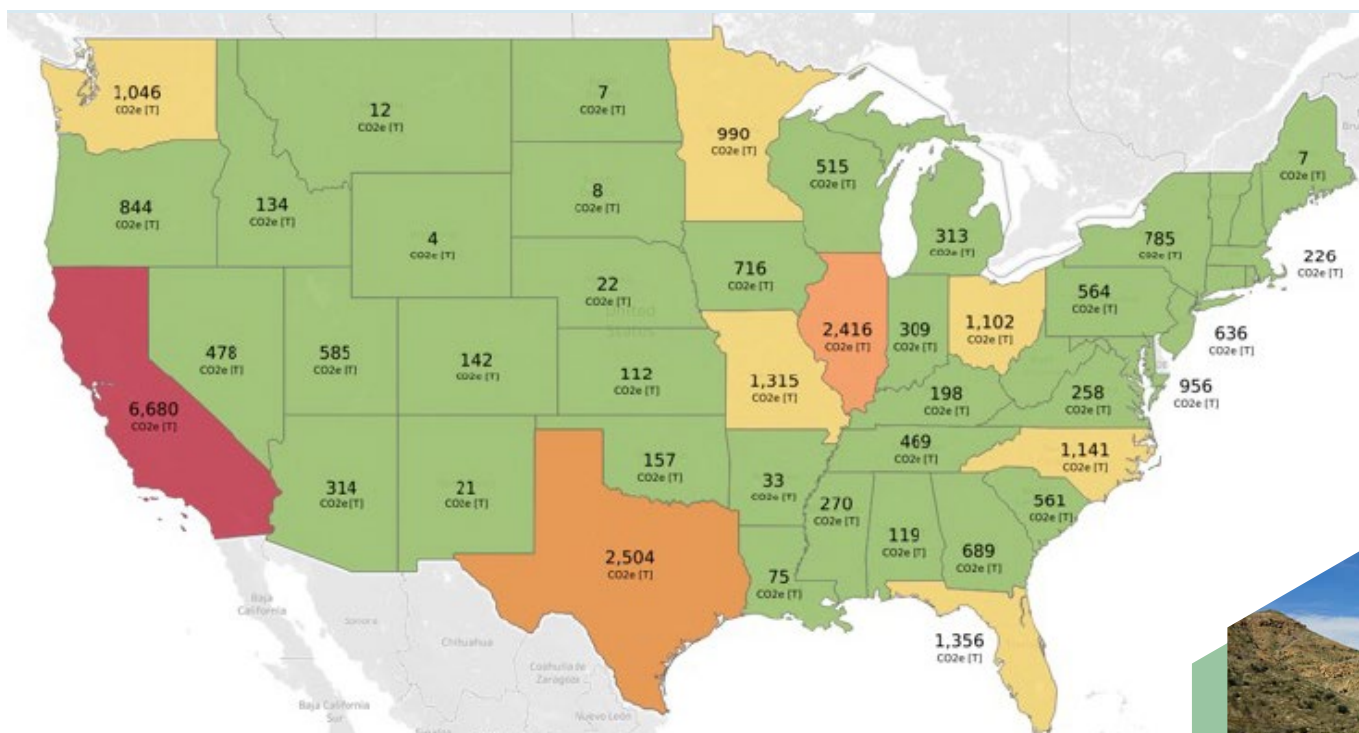 1,046
CO2e [T]
12
CO2e [T]
7
CO2e [T]
990
CO2e [T]
515
CO2e [T]
7
CO2e [T]
844
CO2e [T]
134
CO2e [T]
8
CO2e [T]
4
CO2e [T]
313
CO2e [T]
785
CO2e [T]
226
CO2e [T]
716
CO2e [T]
22
CO2e [T]
United
States
564
CO2e [T]
2,416
CO2e [T]
309
CO2e [T]
1,102
CO2e [T]
636
CO2e [T]
478
CO2e [T]
585
CO2e [T]
142
CO2e [T]
112
CO2e [T]
1,315
CO2e [T]
956
CO2e [T]
6,680
CO2e [T]
198
CO2e [T]
258
CO2e [T]
469
CO2e [T]
1,141
CO2e [T]
314
CO2e [T]
21
CO2e [T]
157
CO2e [T]
33
CO2e [T]
270
CO2e [T]
561
CO2e [T]
119
CO2e [T]
689
CO2e [T]
2,504
CO2e [T]
75
CO2e [T]
1,356
CO2e [T]
Baja
California
Sonora
Chihuahua
Coahuila de
Zaragoza
Baja California
Sur
Nuevo León